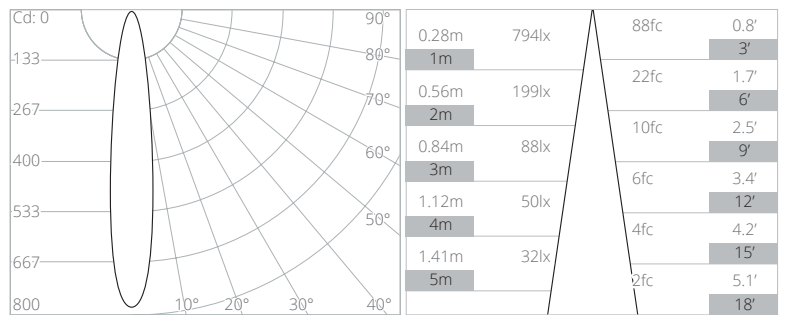 Cd: 0
133
267
400
533
667
800
90°
80°
70°
60°
50°
10° 20° 30° 40°
0.28m 794lx
1m
0.56m 199lx
2m
0.84m 88lx
3m
1.12m 50lx
4m
1.41m 32lx
5m
88fc 0.8′
3′
22fc 1.7′
6′
10fc 2.5′
9′
6fc 3.4′
12′
4fc 4.2′
15′
2fc 5.1′
18′